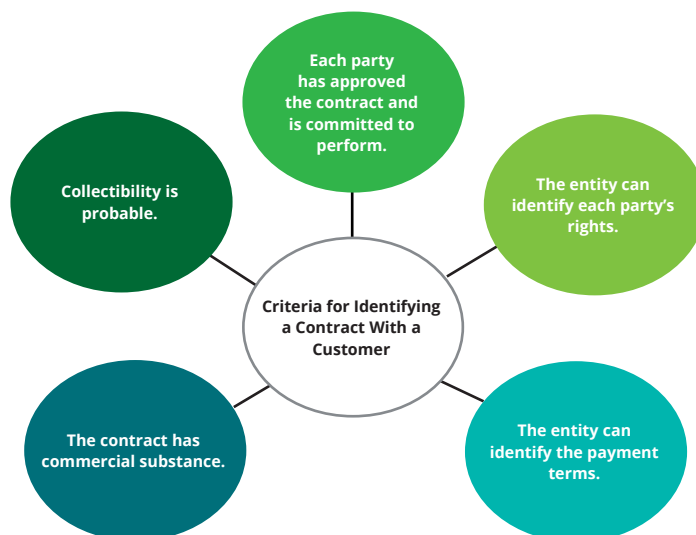 Each party
has approved
the contract and
is committed to
perform.
Collectibility is
probable.
The entity can
identify each party's
rights.
Criteria for Identifying
a Contract With a
Customer
The contract has
commercial substance.
The entity can
identify the payment
terms.